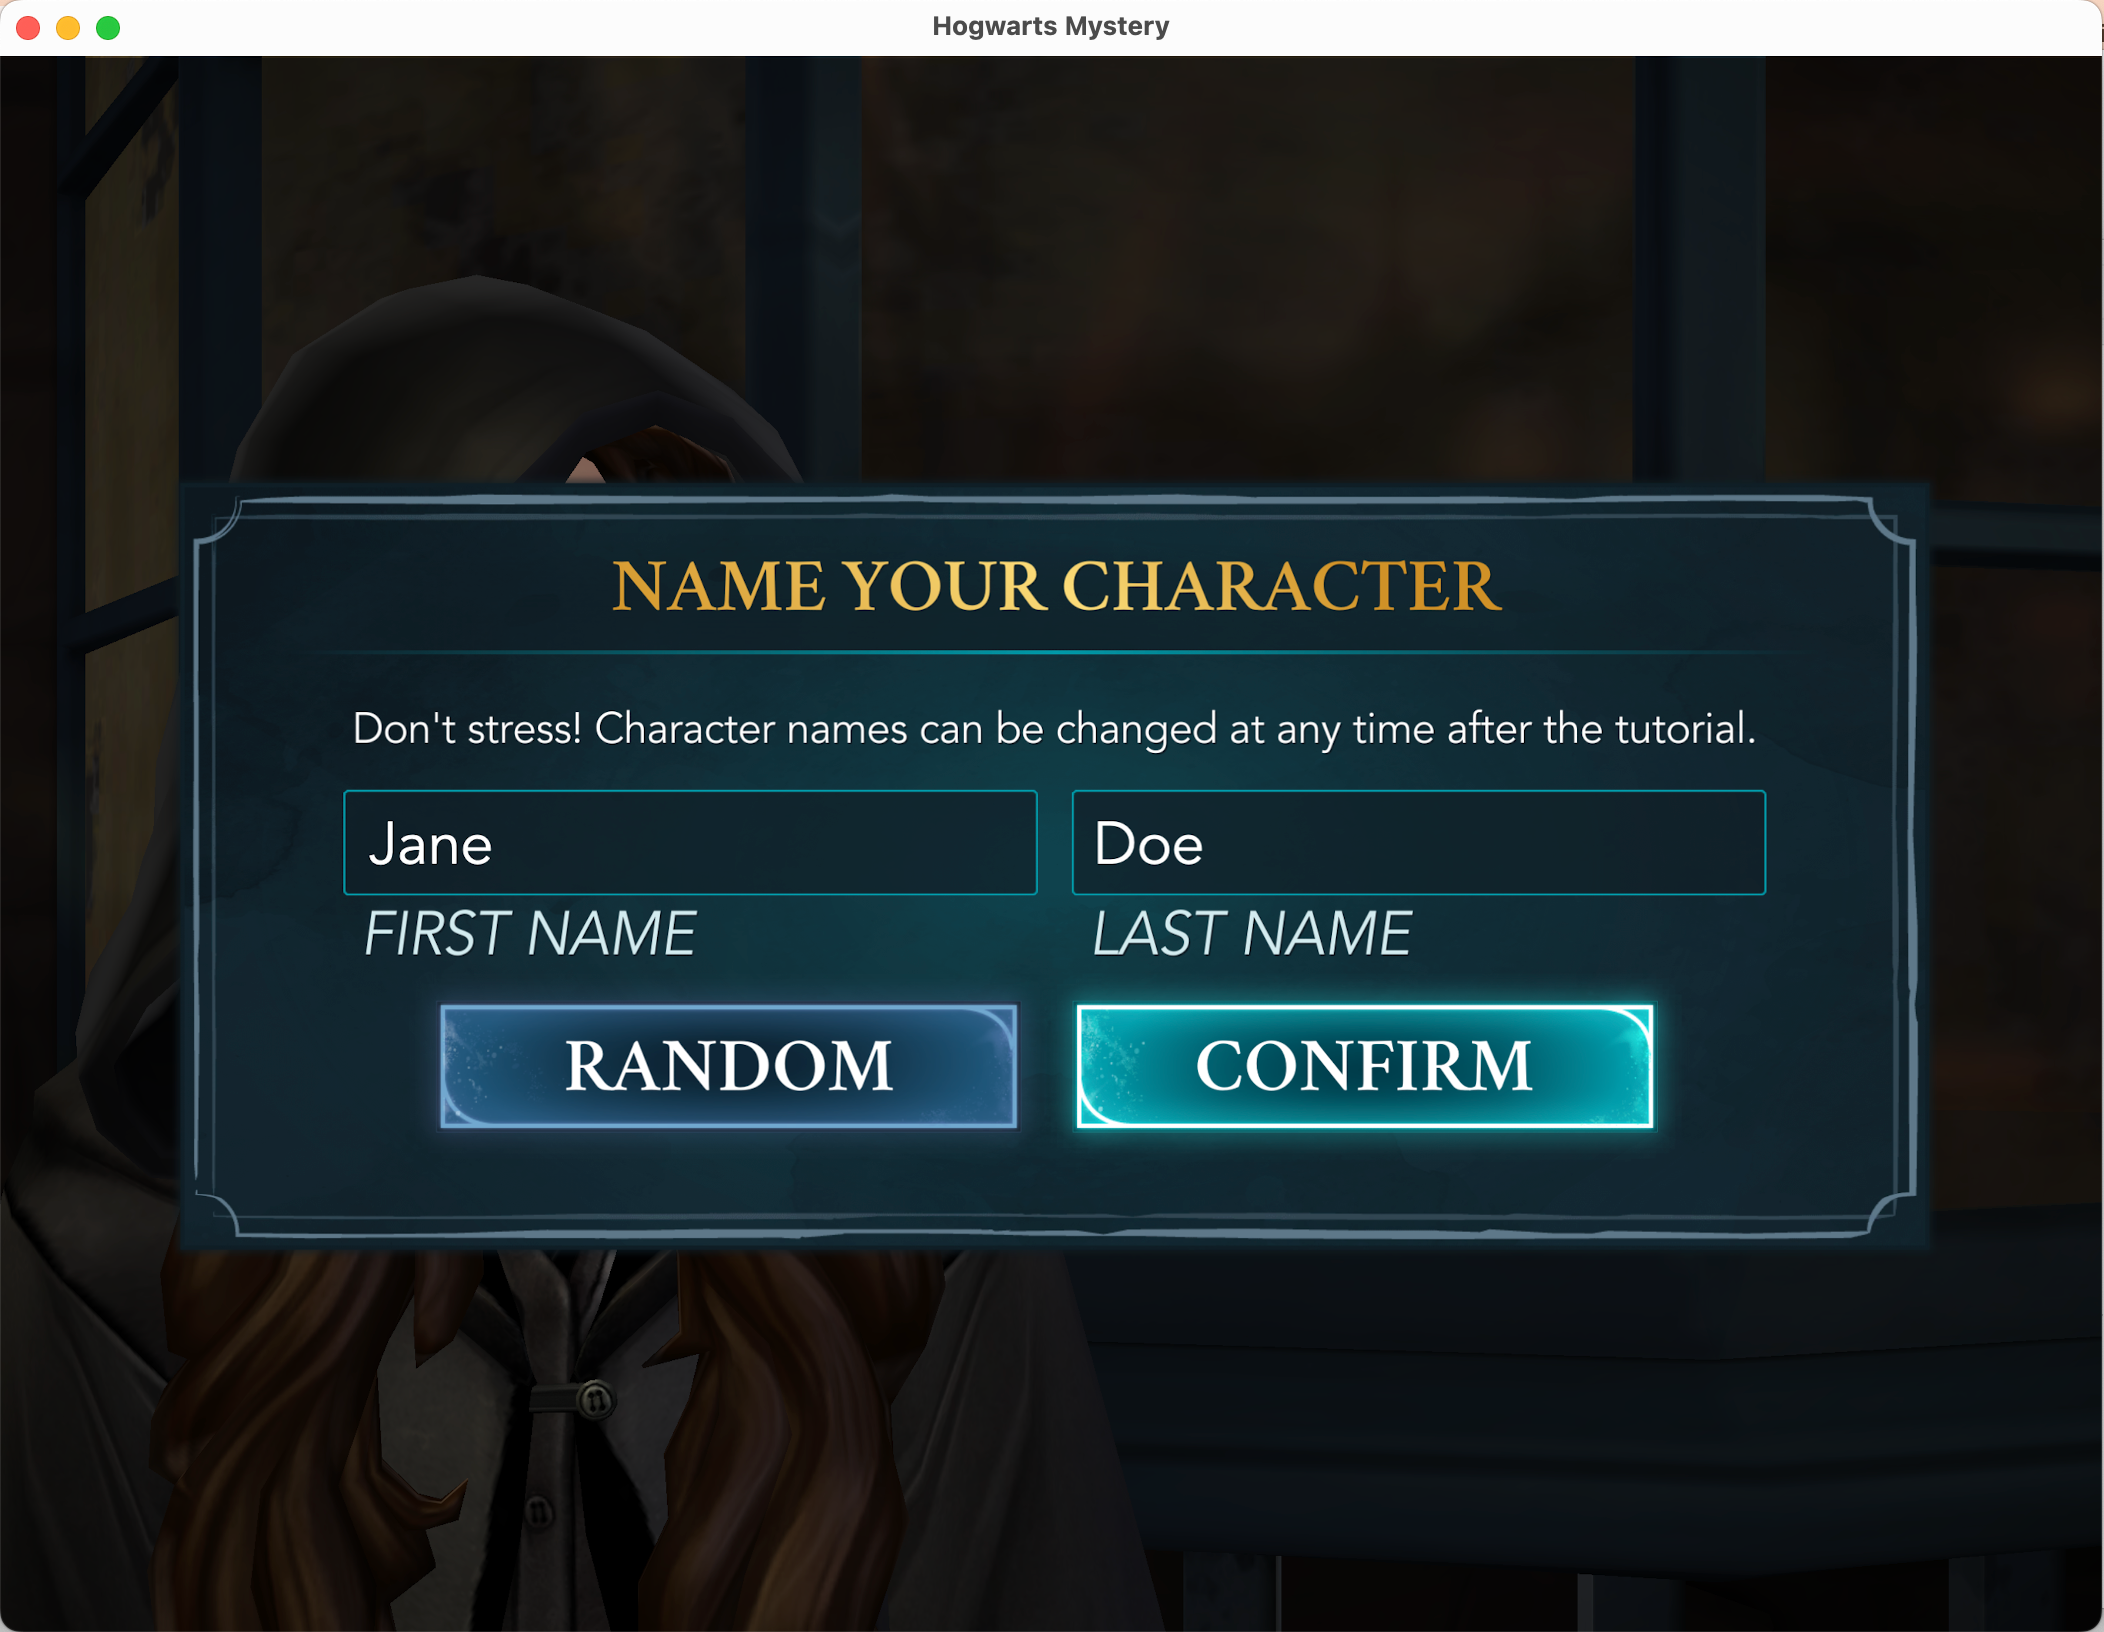 Hogwarts Mystery
NAME YOUR CHARACTER
Don't stress! Character names can be changed at any time after the tutorial.
Jane Doe
FIRST NAME LAST NAME
RANDOM CONFIRM